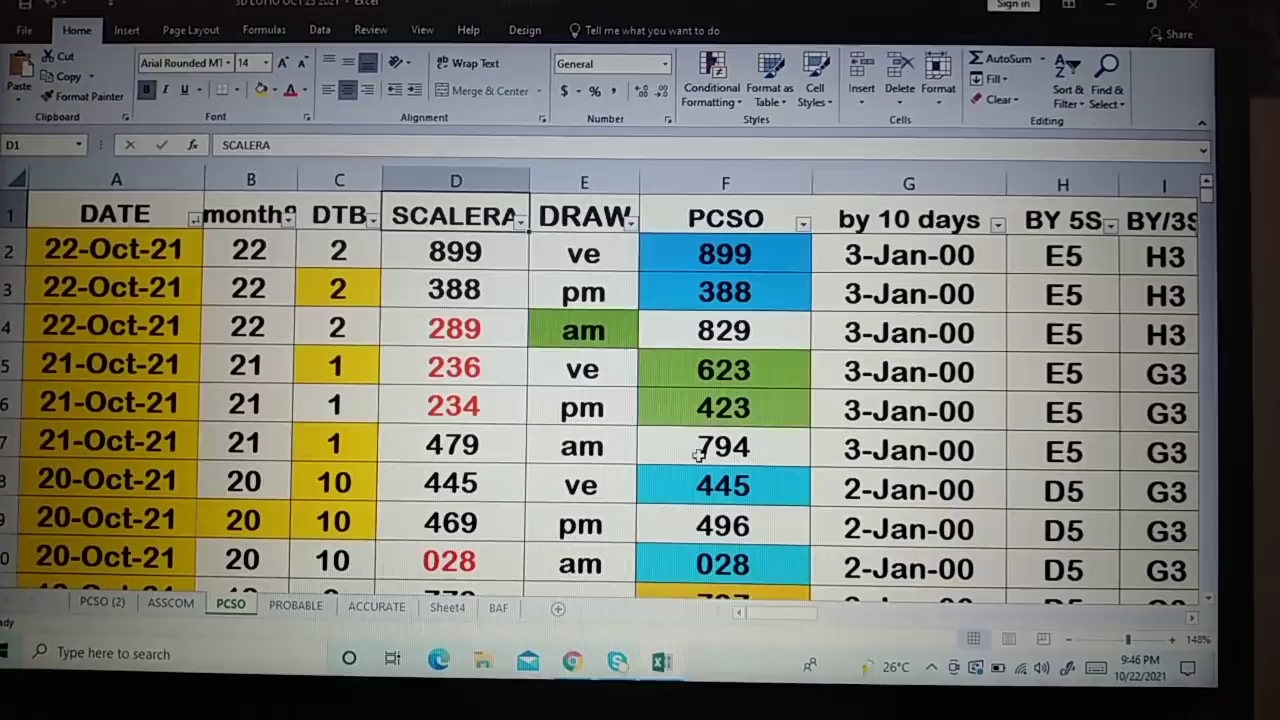 3D LOTTO OCT 23 2021 - Excel
Sign in
File Home Insert Page Layout Formulas Data Review View Help Design Tell me what you want to do Share
Cut
Copy
Format Painter
Paste
Clipboard
Arial Rounded MT 14
B I U
Font
Wrap Text
Merge & Center
Alignment
General
$ % ,
Number
Conditional Formatting
Format as Table
Cell Styles
Styles
Insert Delete Format
Cells
AutoSum
Fill
Clear
Sort & Filter
Find & Select
Editing
D1 fx SCALERA
A B C D E F G H I
1 DATE DTB SCALERA DRAW PCSO by 10 days BY 5S BY/3S
2 22-Oct-21 22 2 899 ve 899 3-Jan-00 E5 H3
3 22-Oct-21 22 2 388 pm 388 3-Jan-00 E5 H3
4 22-Oct-21 22 2 289 am 829 3-Jan-00 E5 H3
5 21-Oct-21 21 1 236 ve 623 3-Jan-00 E5 G3
6 21-Oct-21 21 1 234 pm 423 3-Jan-00 E5 G3
7 21-Oct-21 21 1 479 am 794 3-Jan-00 E5 G3
8 20-Oct-21 20 10 445 ve 445 2-Jan-00 D5 G3
9 20-Oct-21 20 10 469 pm 496 2-Jan-00 D5 G3
0 20-Oct-21 20 10 028 am 028 2-Jan-00 D5 G3
PCSO (2) ASSCOM PCSO PROBABLE ACCURATE Sheet4 BAF
148%
Type here to search
26°C
9:46 PM
10/22/2021